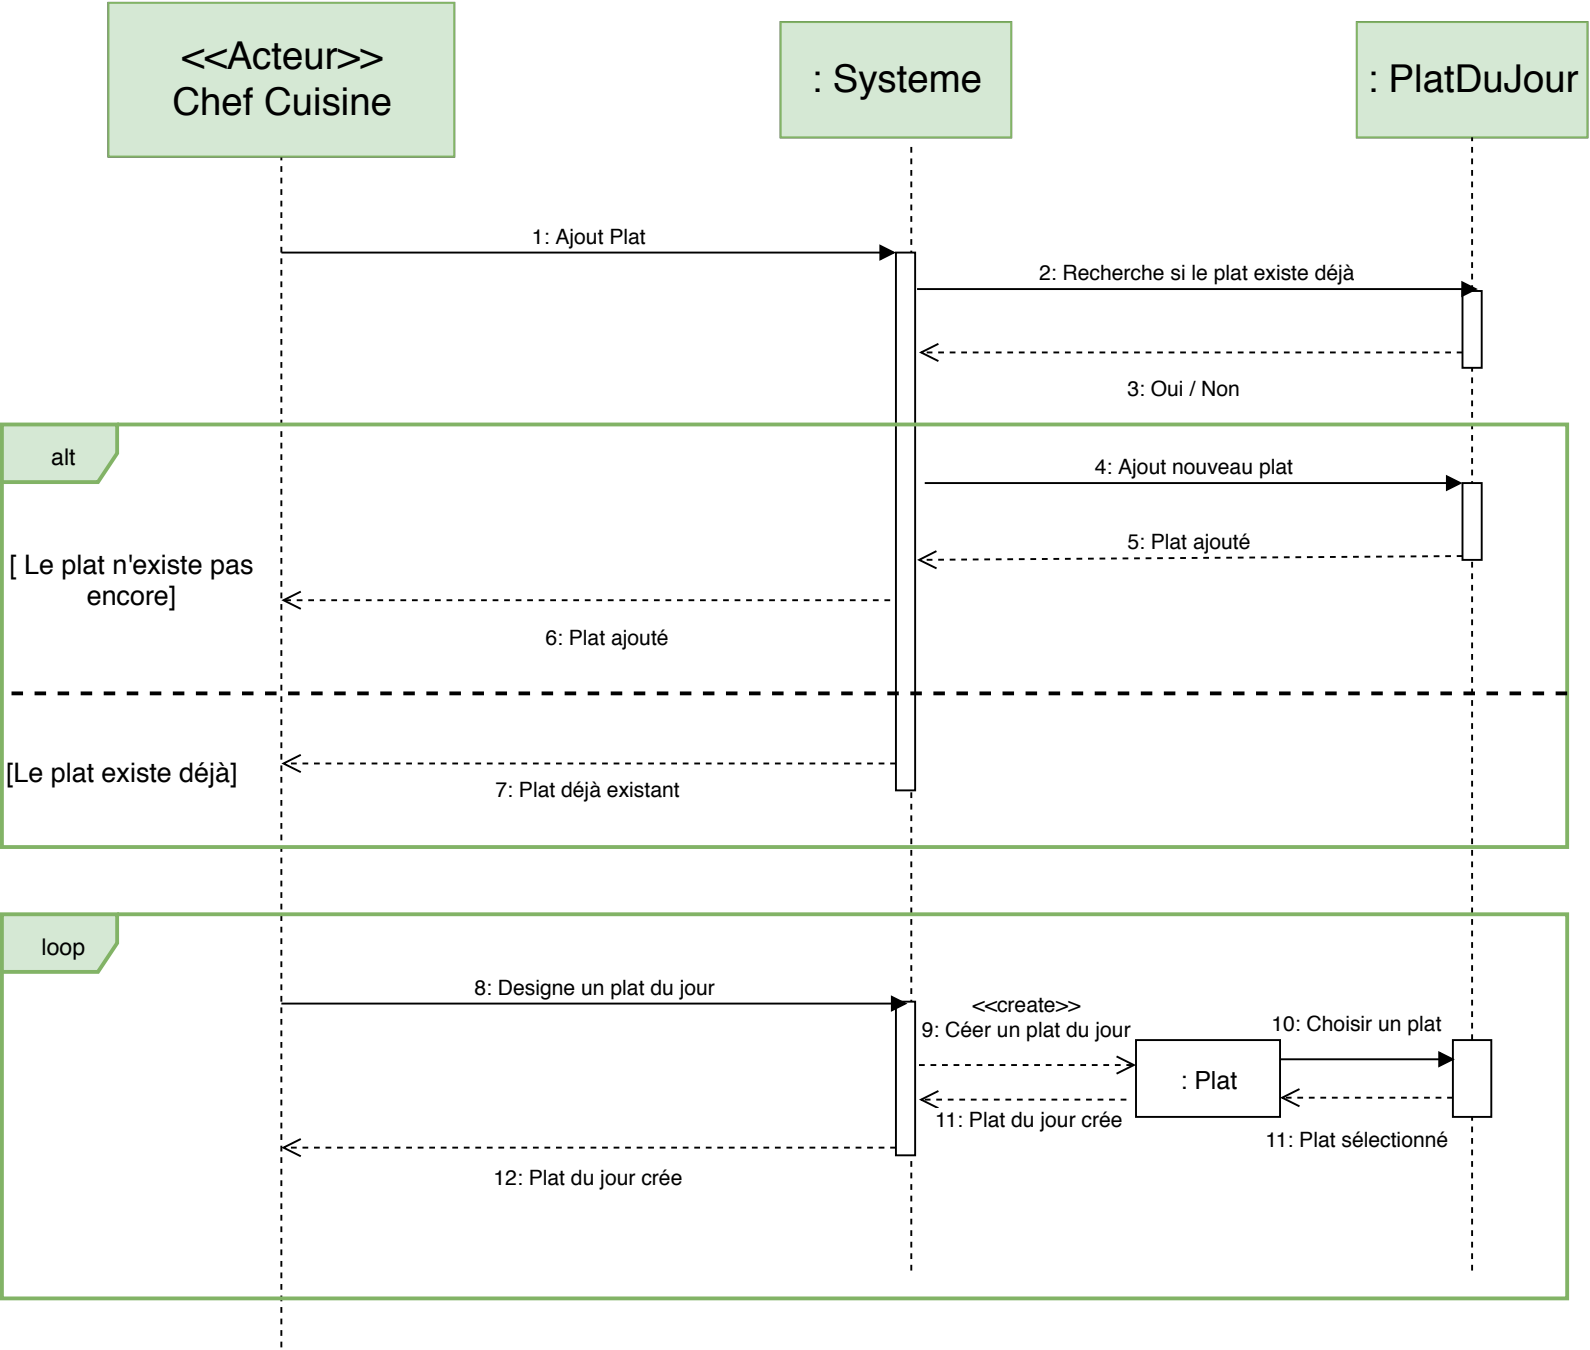 <<Acteur>>
Chef Cuisine
: Systeme
: PlatDuJour
1: Ajout Plat
2: Recherche si le plat existe déjà
3: Oui / Non
alt
4: Ajout nouveau plat
5: Plat ajouté
[ Le plat n'existe pas
encore]
6: Plat ajouté
[Le plat existe déjà]
7: Plat déjà existant
loop
8: Designe un plat du jour
<<create>>
9: Céer un plat du jour
10: Choisir un plat
: Plat
11: Plat du jour crée
11: Plat sélectionné
12: Plat du jour crée